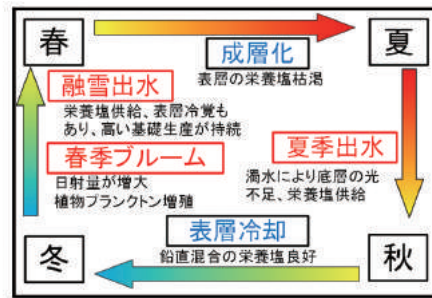 春
夏
成層化
表層の栄養塩枯渇
融雪出水
栄養塩供給、表層冷覚も
あり、高い基礎生産が持続
春季ブルーム
日射量が増大
植物プランクトン増殖
夏季出水
濁水により底層の光
不足、栄養塩供給
表層冷却
鉛直混合の栄養塩良好
冬
秋